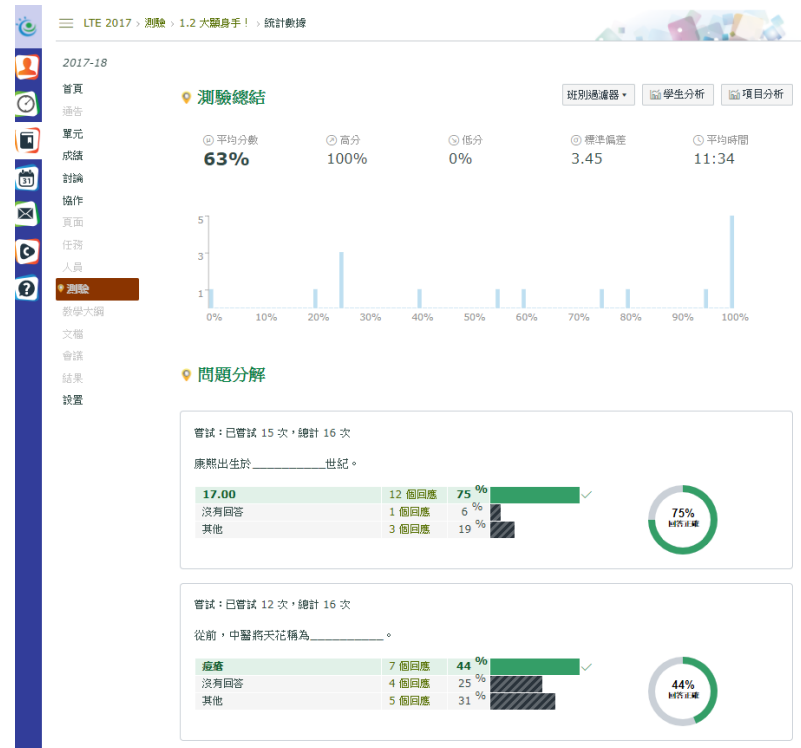 LTE 2017 › 測驗 › 1.2 大顯身手！ › 統計數據
2017-18
首頁
通告
單元
成績
討論
協作
頁面
任務
人員
測驗
教學大綱
文檔
會議
結果
設置
31
測驗總結
班別過濾器
學生分析
項目分析
平均分數
63%
高分
100%
低分
0%
標準偏差
3.45
平均時間
11:34
5
3
1
0% 10% 20% 30% 40% 50% 60% 70% 80% 90% 100%
問題分解
嘗試：已嘗試 15 次，總計 16 次
康熙出生於__________世紀。
17.00 12 個回應 75 %
沒有回答 1 個回應 6 %
其他 3 個回應 19 %
75%
回答正確
嘗試：已嘗試 12 次，總計 16 次
從前，中醫將天花稱為__________。
痘瘡 7 個回應 44 %
沒有回答 4 個回應 25 %
其他 5 個回應 31 %
44%
回答正確